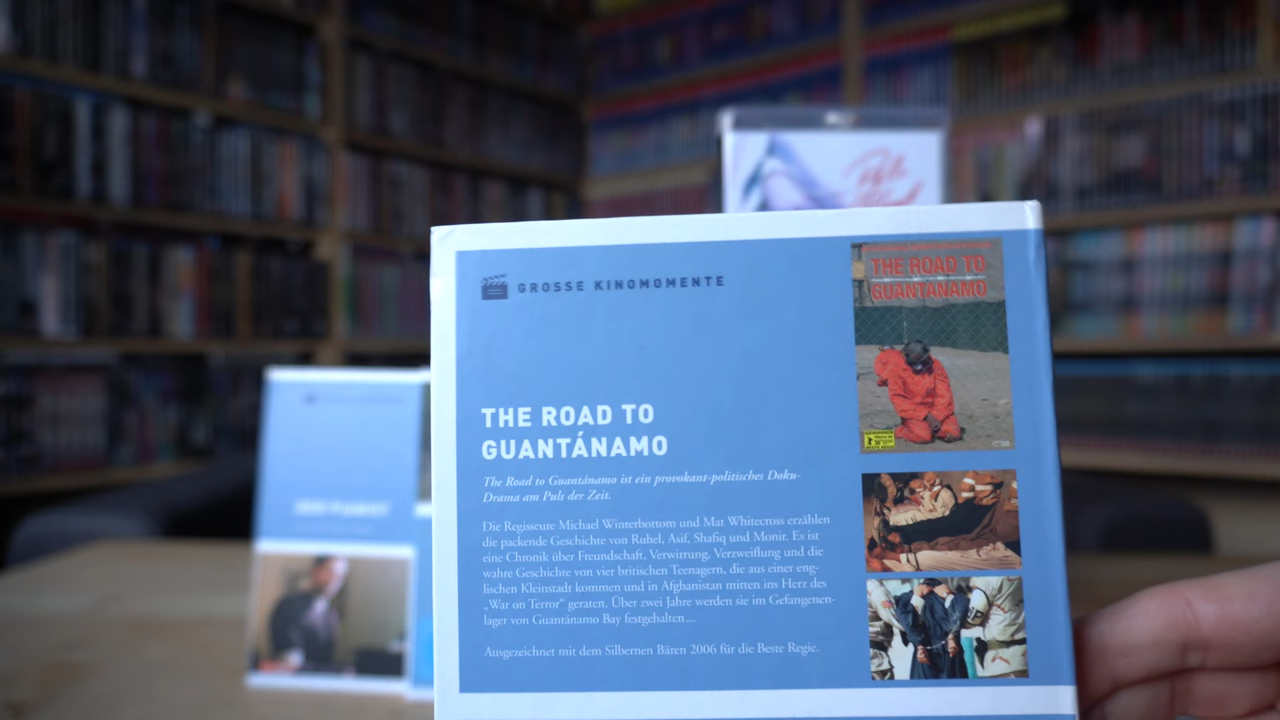 GROSSE KINOMOMENTE
THE ROAD TO
GUANTANAMO
THE ROAD TO
GUANTÁNAMO
The Road to Guantánamo ist ein provokant-politisches Doku-
Drama am Puls der Zeit.
Die Regisseure Michael Winterbottom und Mat Whitecross erzählen
die packende Geschichte von Ruhel, Asif, Shafiq und Monir. Es ist
eine Chronik über Freundschaft, Verwirrung, Verzweiflung und die
wahre Geschichte von vier britischen Teenagern, die aus einer eng-
lischen Kleinstadt kommen und in Afghanistan mitten ins Herz des
„War on Terror“ geraten. Über zwei Jahre werden sie im Gefangenen-
lager von Guantánamo Bay festgehalten ...
Ausgezeichnet mit dem Silbernen Bären 2006 für die Beste Regie.